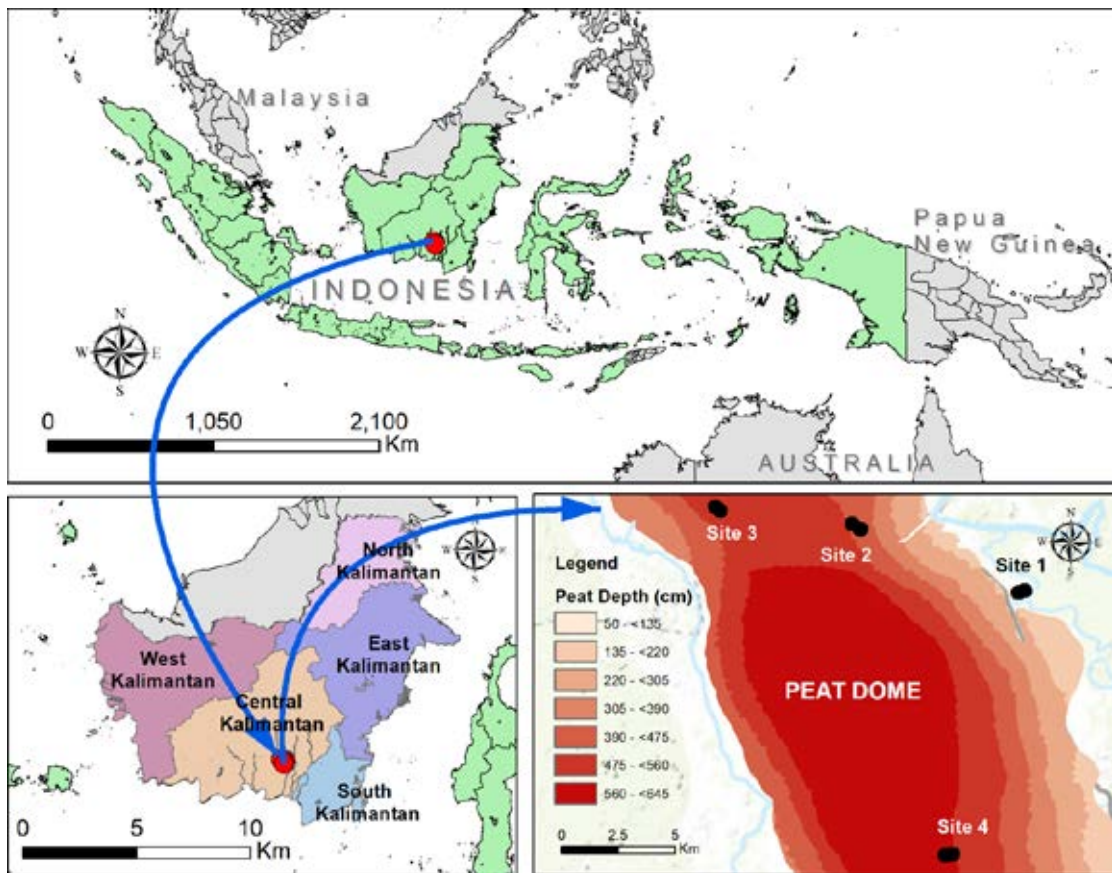 Malaysia
Papua
New Guinea
INDONESIA
N
W E
S
0 1,050 2,100
Km
AUSTRALIA
North
Kalimantan
N
East
Kalimantan
West
Kalimantan
Central
Kalimantan
South
Kalimantan
0 5 10
Km
Site 3
Site 2
Site 1
N
Legend
Peat Depth (cm)
50 - <135
135 - <220
220 - <305
305 - <390
390 - <475
475 - <560
560 - <645
PEAT DOME
Site 4
0 2.5 5
Km